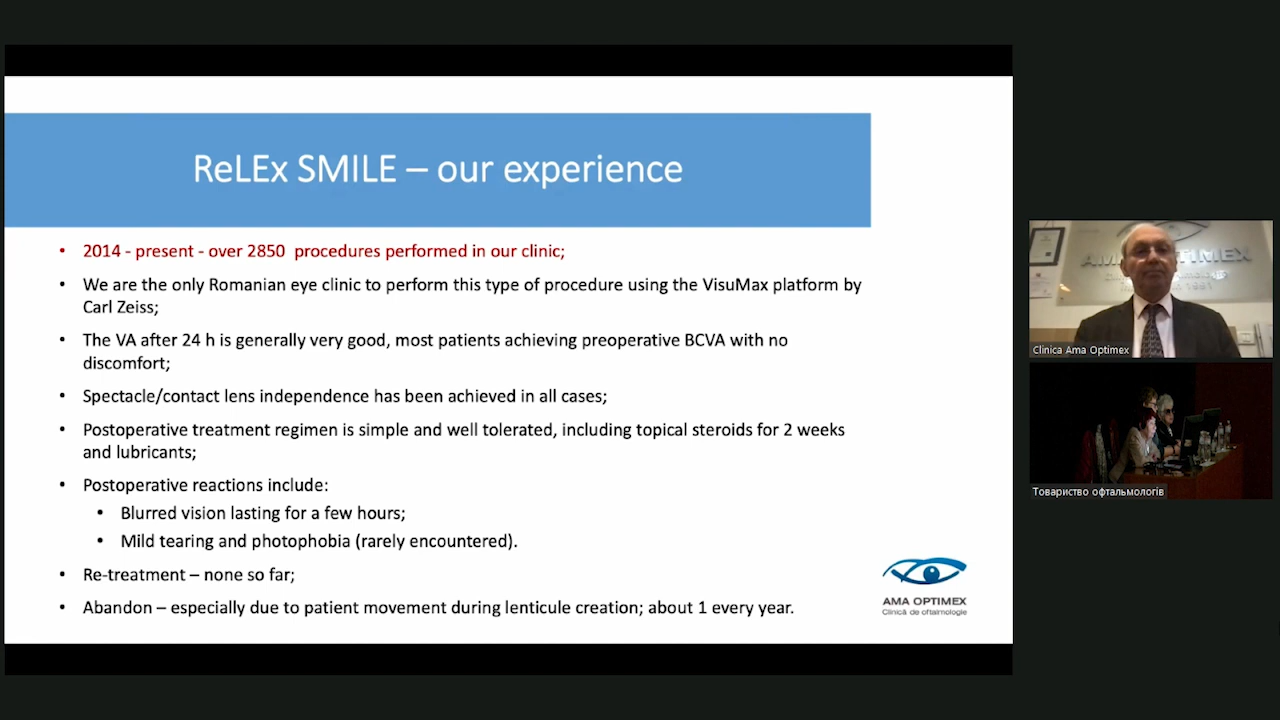 ReLEx SMILE – our experience
• 2014 - present - over 2850 procedures performed in our clinic;
• We are the only Romanian eye clinic to perform this type of procedure using the VisuMax platform by
Carl Zeiss;
• The VA after 24 h is generally very good, most patients achieving preoperative BCVA with no
discomfort;
• Spectacle/contact lens independence has been achieved in all cases;
• Postoperative treatment regimen is simple and well tolerated, including topical steroids for 2 weeks
and lubricants;
• Postoperative reactions include:
• Blurred vision lasting for a few hours;
• Mild tearing and photophobia (rarely encountered).
• Re-treatment – none so far;
• Abandon – especially due to patient movement during lenticule creation; about 1 every year.
AMA OPTIMEX
Clinică de oftalmologie
Clinica Ama Optimex
Товариство офтальмологів